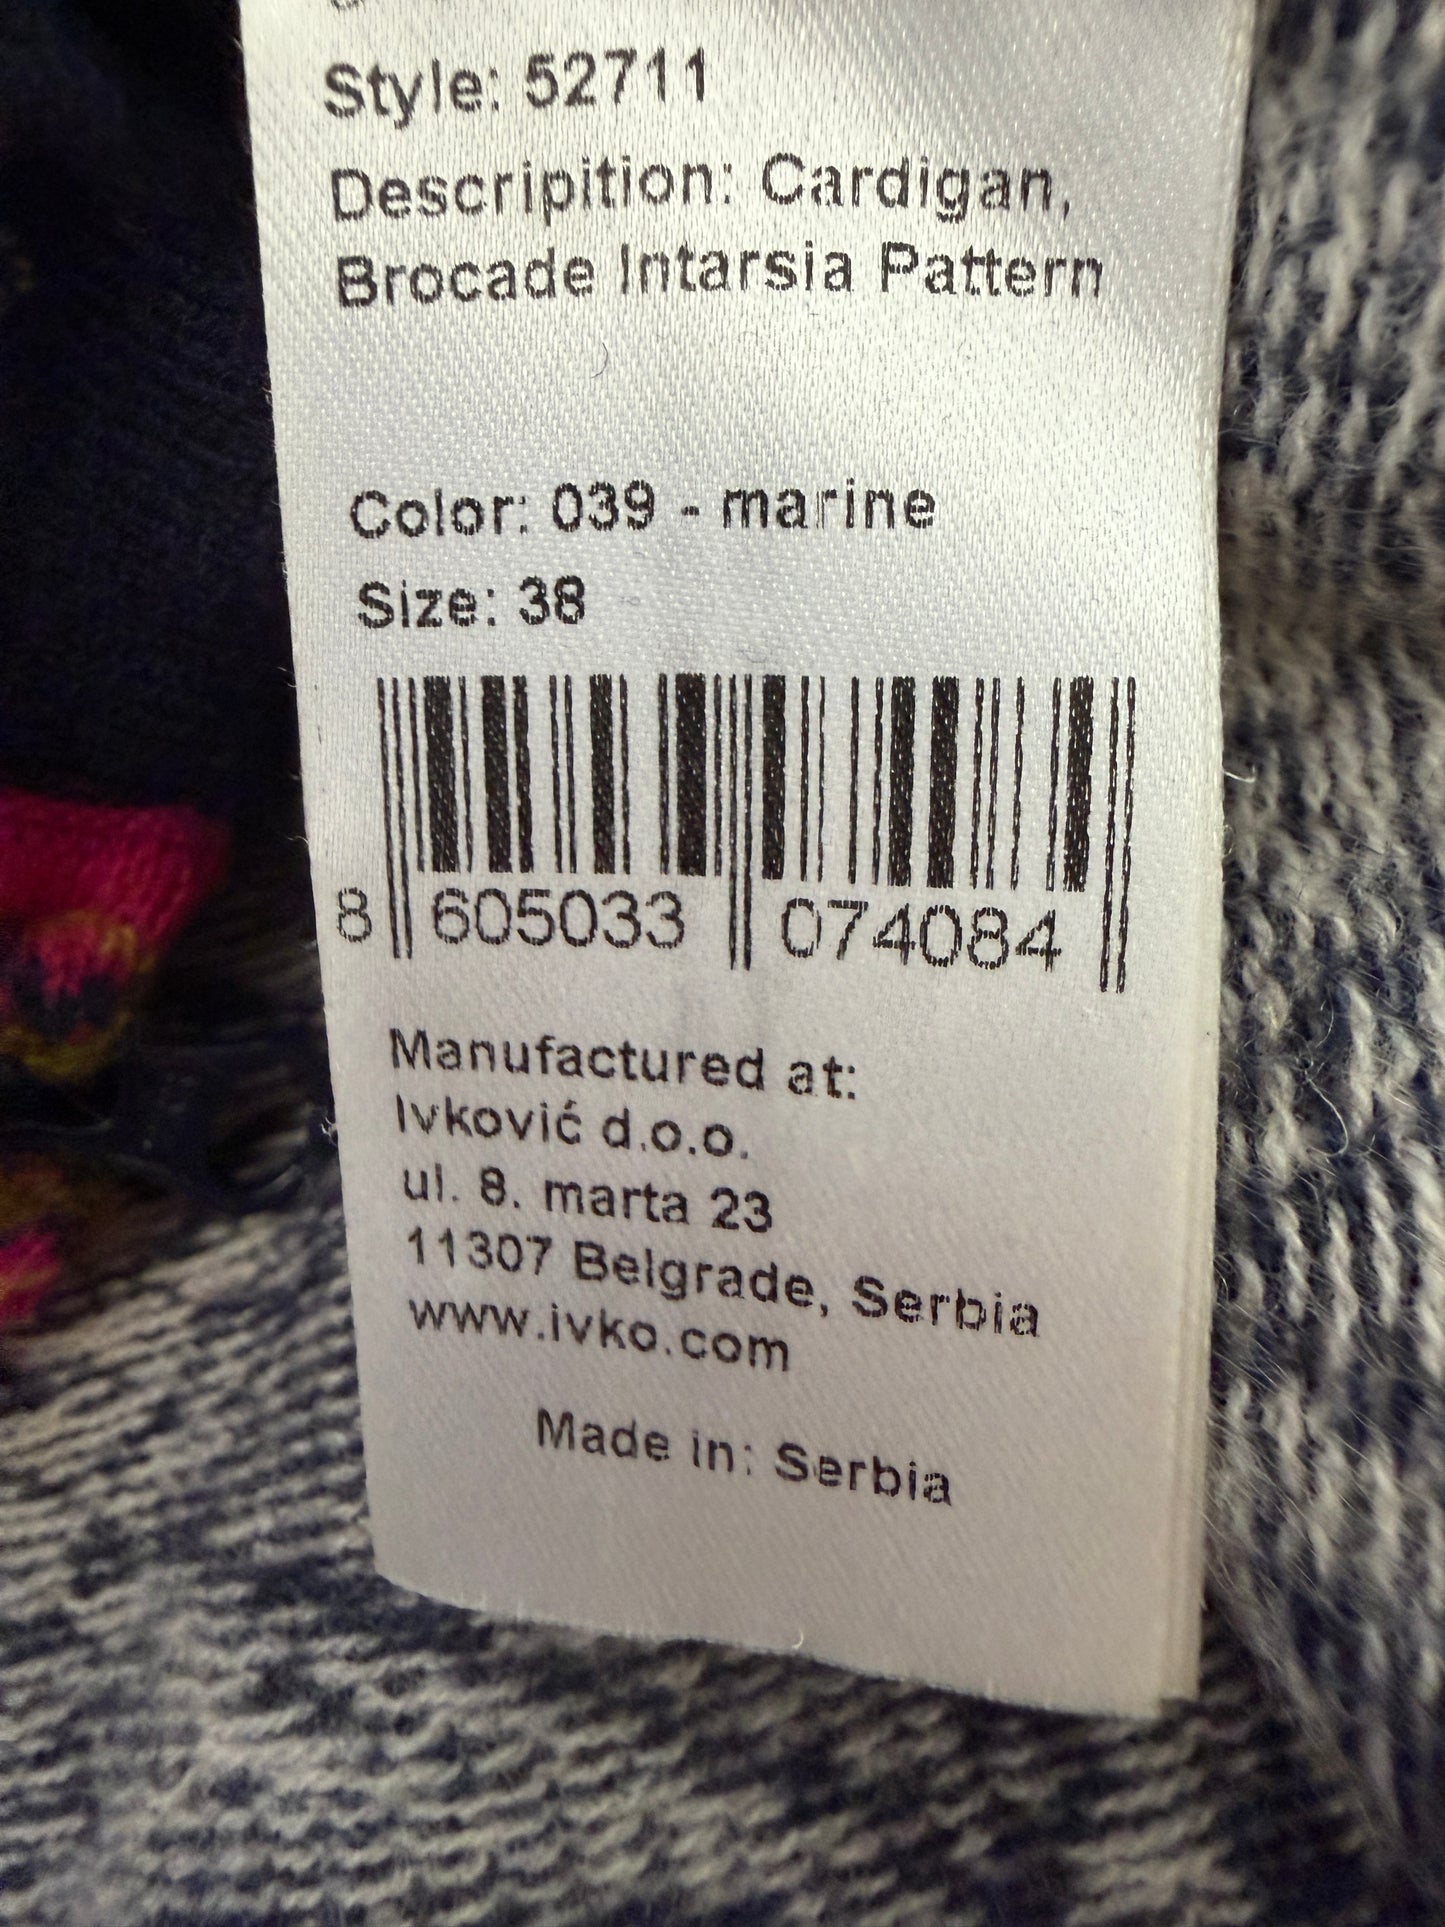 Style: 52711
Descripition: Cardigan,
Brocade Intarsia Pattern
Color: 039 - marine
Size: 38
8 605033 074084
Manufactured at:
Ivković d.o.o.
ul. 8. marta 23
11307 Belgrade, Serbia
www.ivko.com
Made in: Serbia